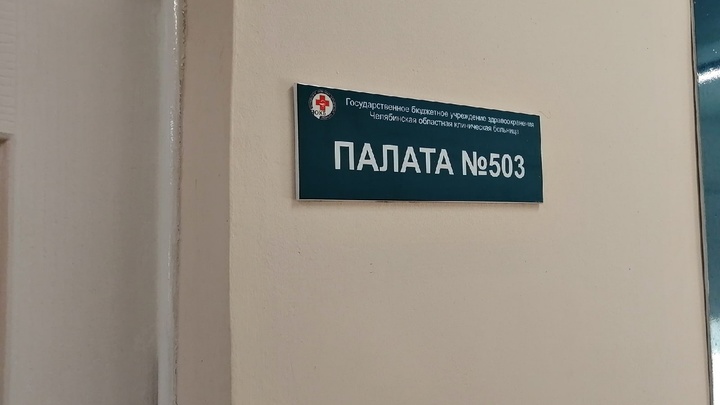 Государственное бюджетное учреждение здравоохранения
Челябинская областная клиническая больница
ПАЛАТА №503